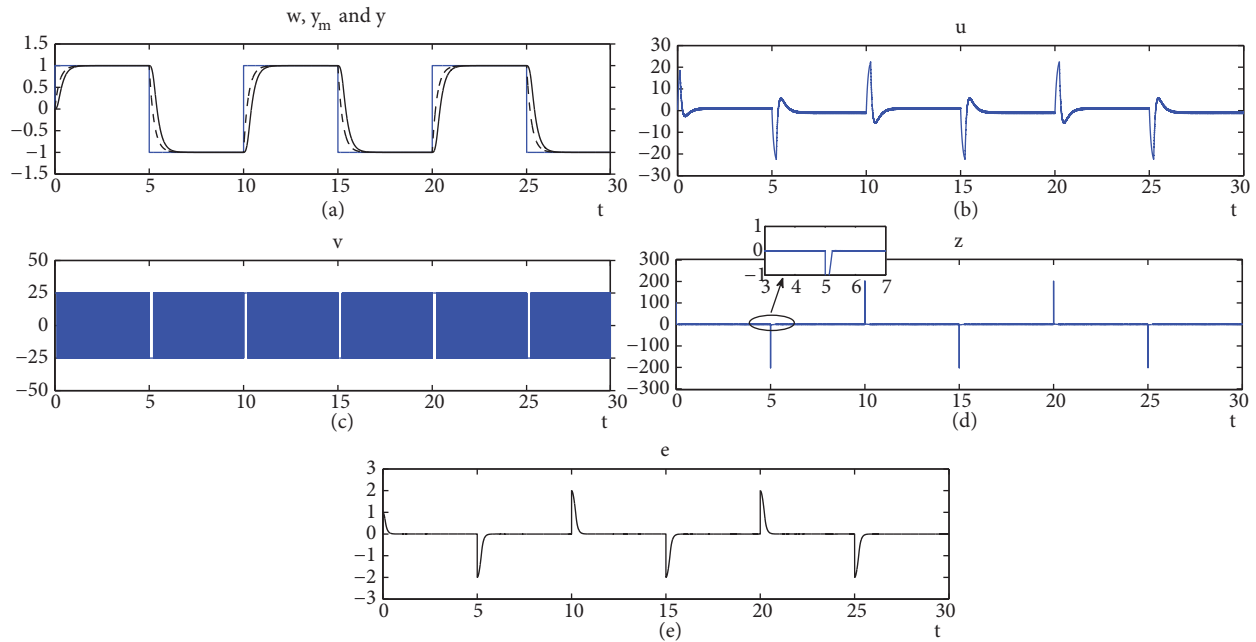 w, y_m and y
1.5
1
0.5
0
−0.5
−1
−1.5
0 5 10 15 20 25 30
(a) t
u
30
20
10
0
−10
−20
−30
0 5 10 15 20 25 30
(b) t
v
50
25
0
−25
−50
0 5 10 15 20 25 30
(c) t
z
1
0
−1
3 4 5 6 7
300
200
100
0
−100
−200
−300
0 5 10 15 20 25 30
(d) t
e
3
2
1
0
−1
−2
−3
0 5 10 15 20 25 30
(e) t